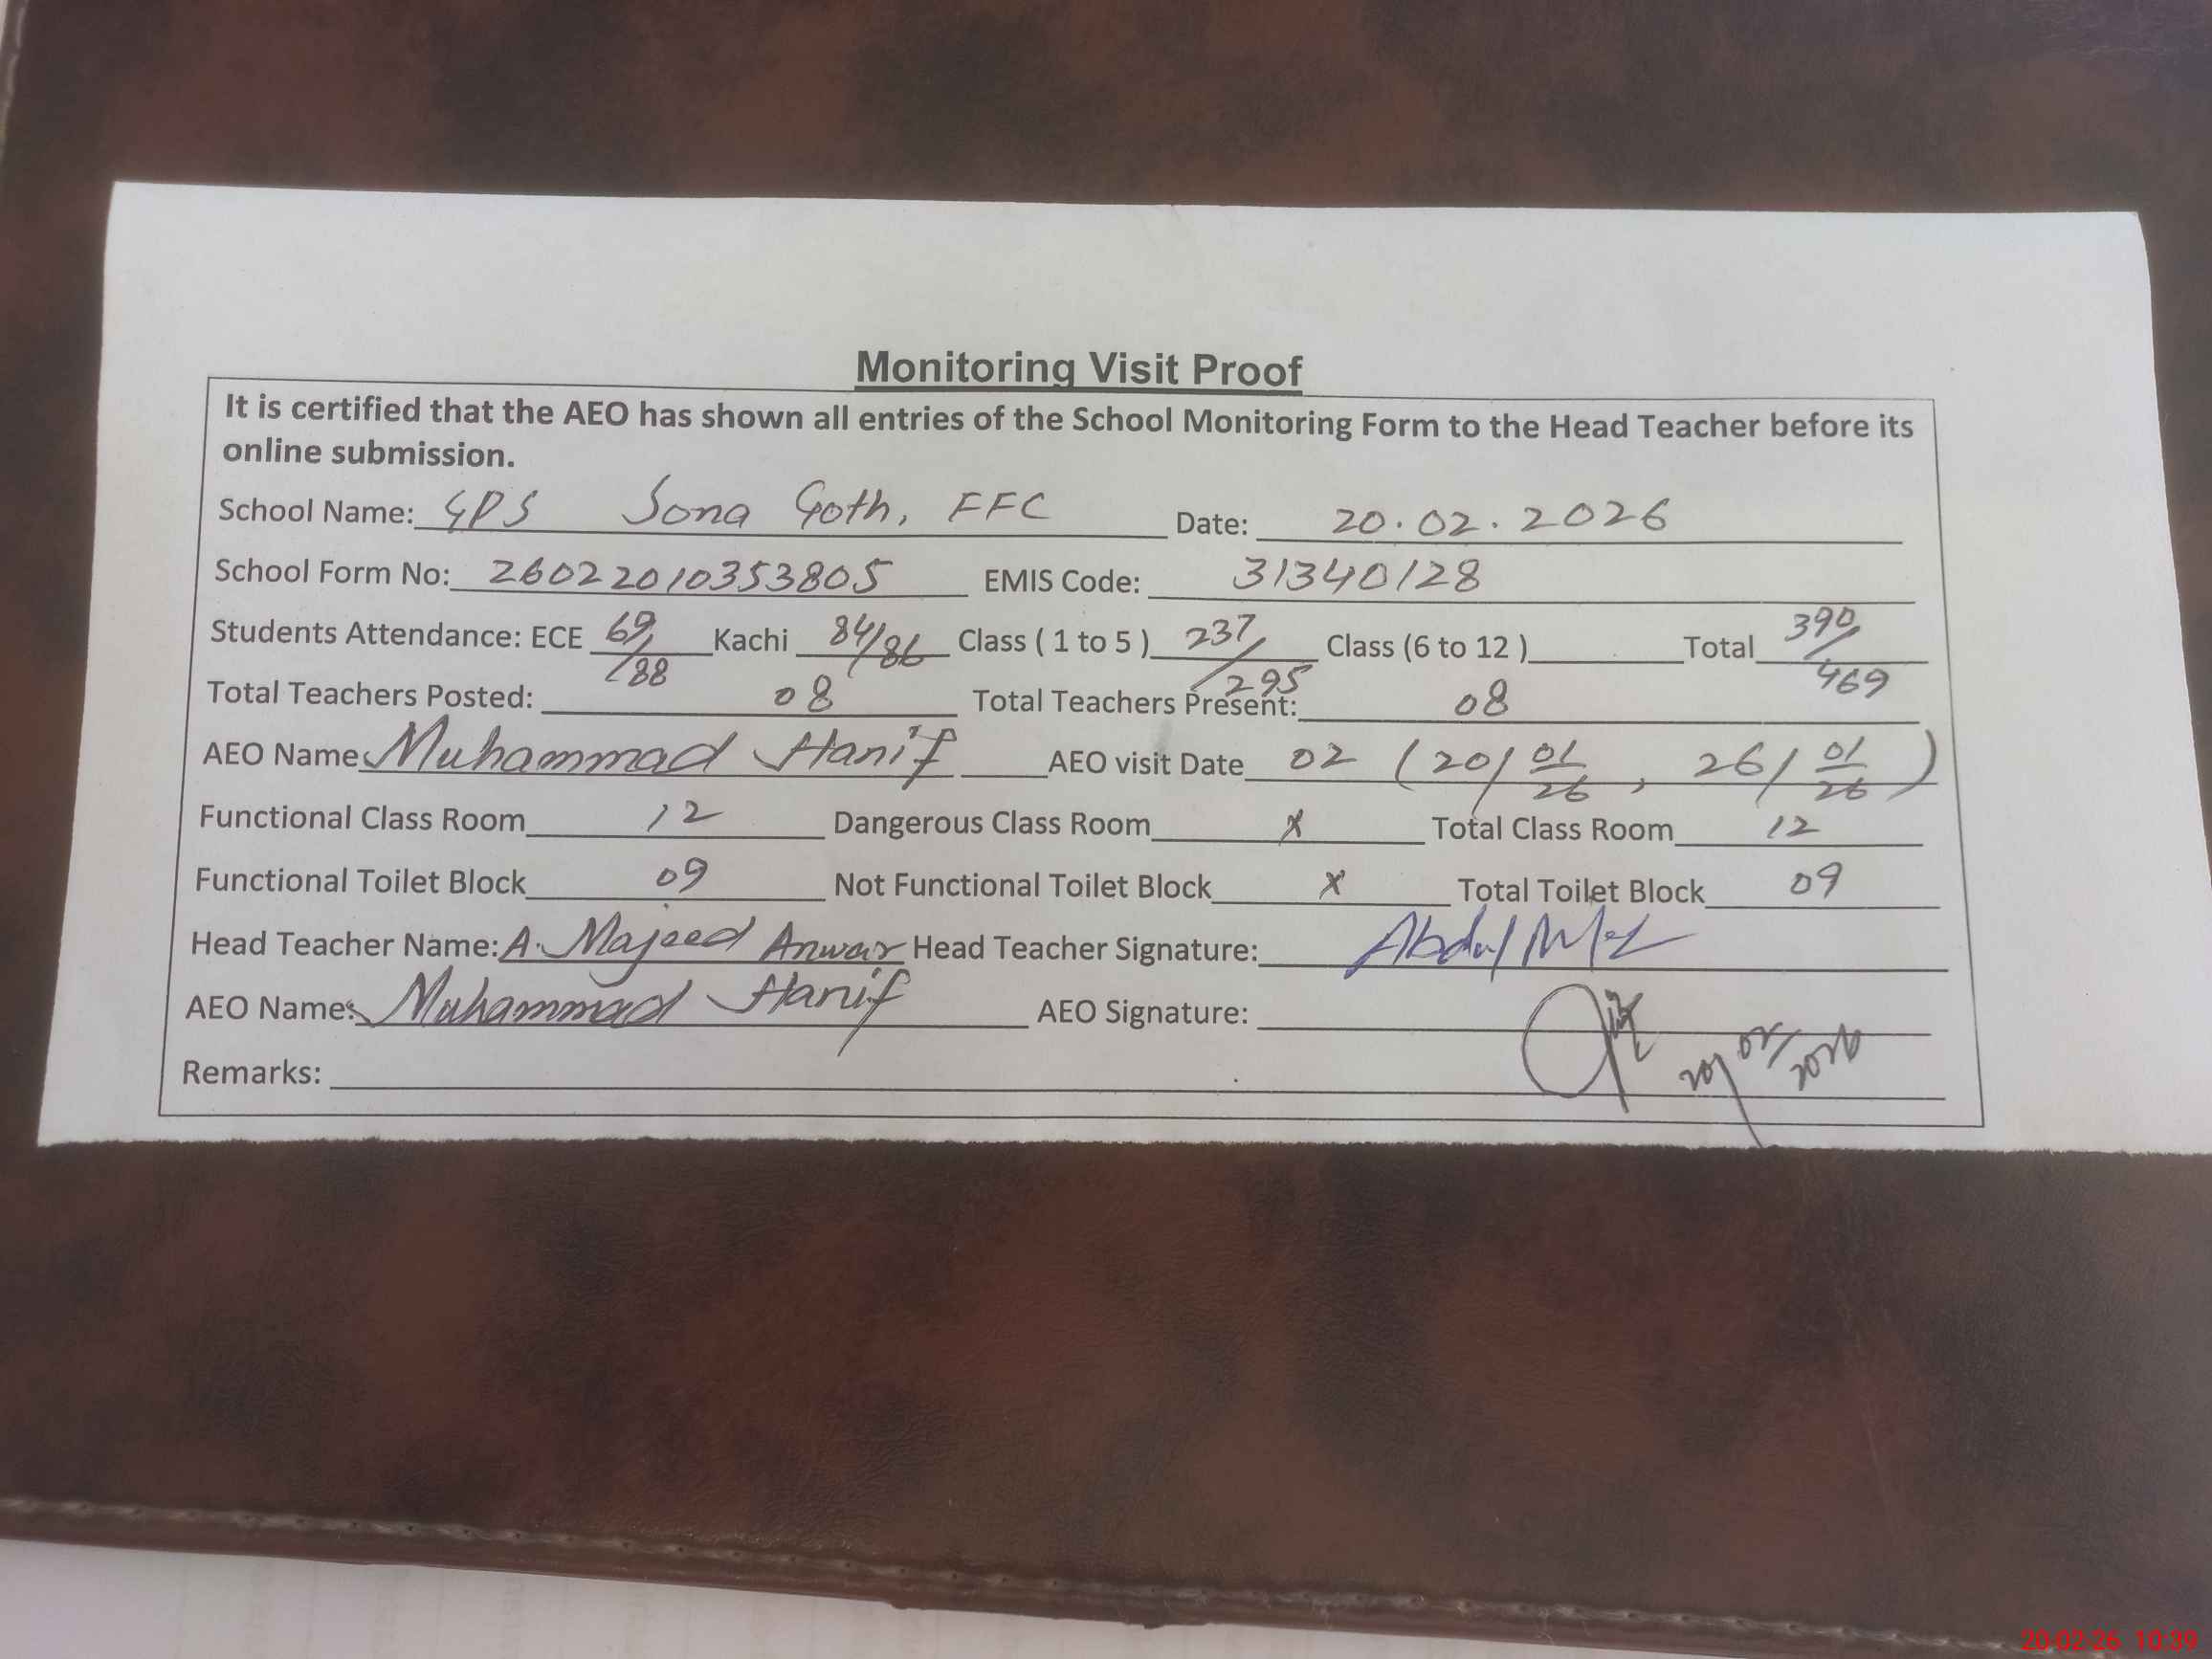 Monitoring Visit Proof
It is certified that the AEO has shown all entries of the School Monitoring Form to the Head Teacher before its
online submission.
School Name: GPS Sona Goth, FFC Date: 20.02.2026
School Form No: 26022010353805 EMIS Code: 31340128
Students Attendance: ECE 69/88 Kachi 84/86 Class ( 1 to 5 ) 237/295 Class (6 to 12 ) Total 390/469
Total Teachers Posted: 08 Total Teachers Present: 08
AEO Name Muhammad Hanif AEO visit Date 02 (20/01/26, 26/01/26)
Functional Class Room 12 Dangerous Class Room x Total Class Room 12
Functional Toilet Block 09 Not Functional Toilet Block x Total Toilet Block 09
Head Teacher Name: A. Majeed Anwar Head Teacher Signature: Abdul
AEO Name: Muhammad Hanif AEO Signature:
20/02/2026
Remarks:
20-02-26 10:39